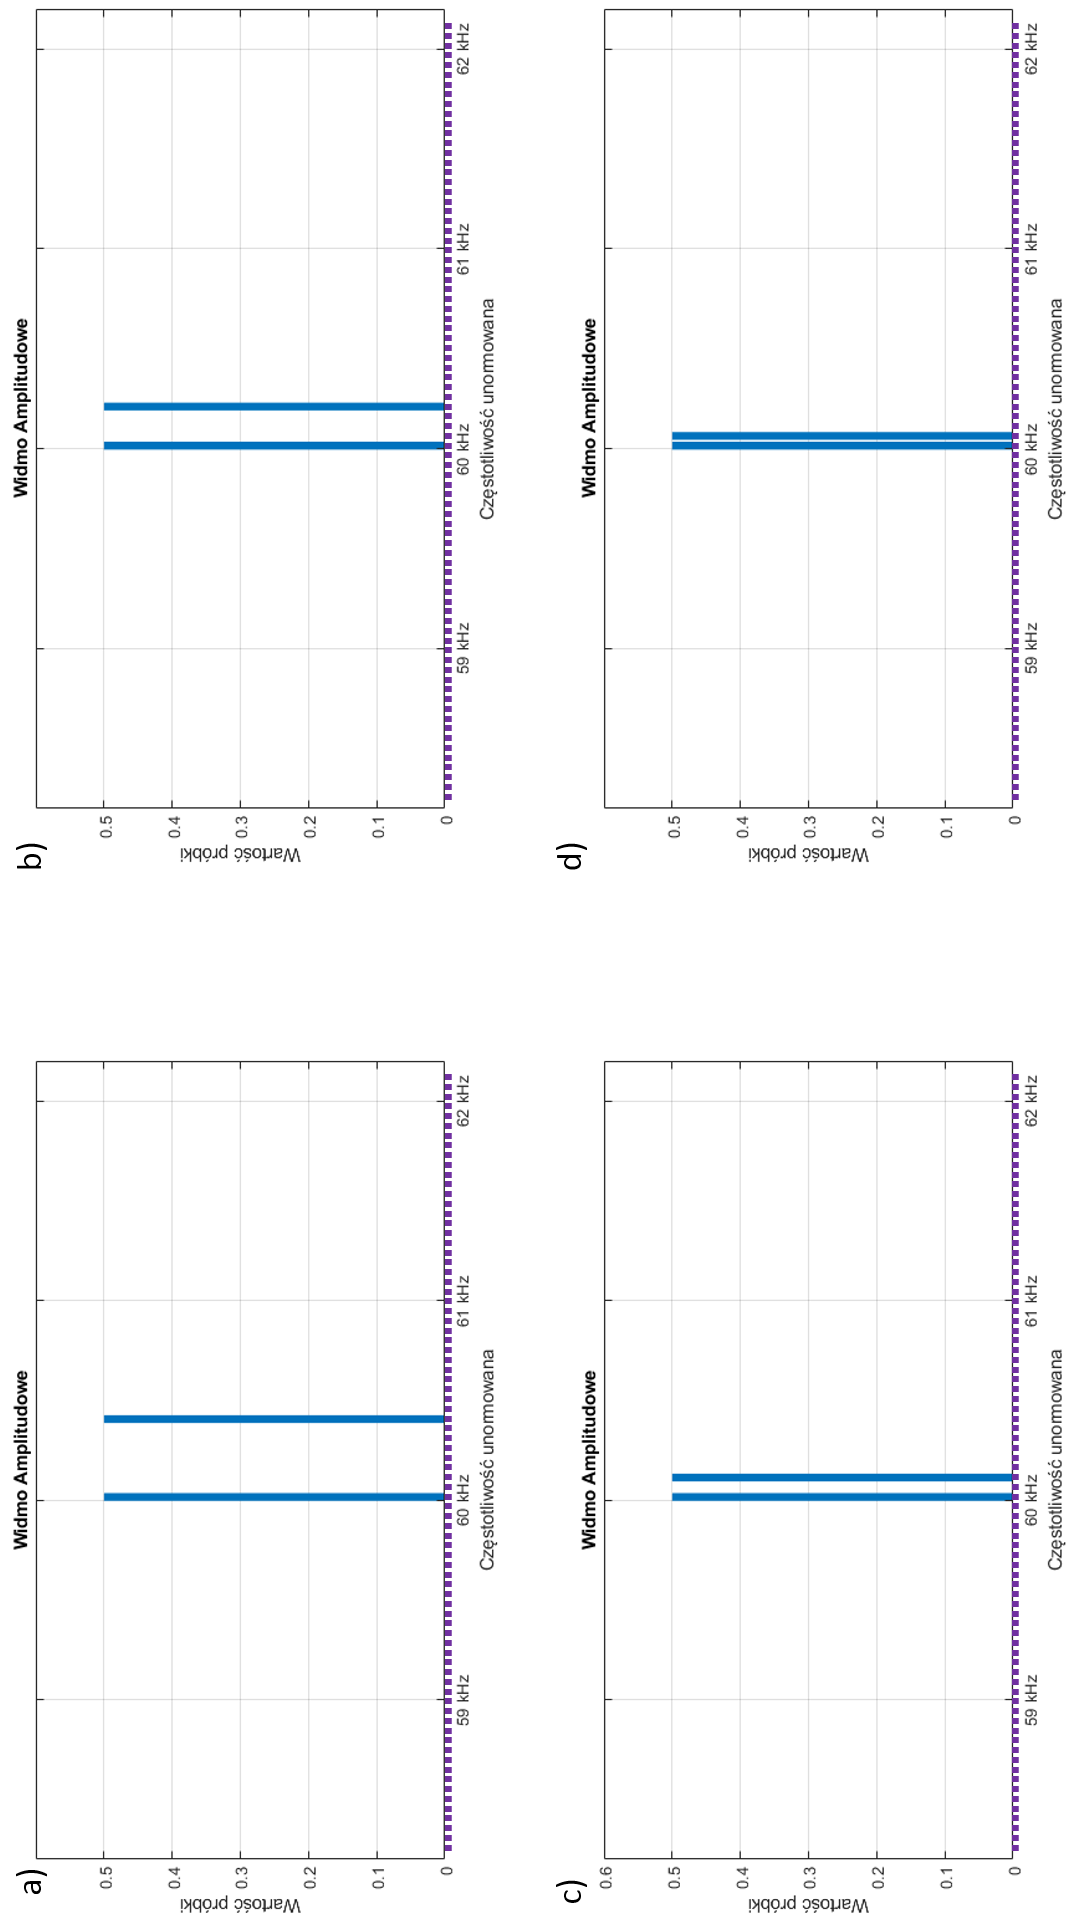 a)
Widmo Amplitudowe
Wartość próbki
0.5
0.4
0.3
0.2
0.1
0
59 kHz
60 kHz
61 kHz
62 kHz
Częstotliwość unormowana
b)
Widmo Amplitudowe
Wartość próbki
0.5
0.4
0.3
0.2
0.1
0
59 kHz
60 kHz
61 kHz
62 kHz
Częstotliwość unormowana
c)
Widmo Amplitudowe
Wartość próbki
0.6
0.5
0.4
0.3
0.2
0.1
0
59 kHz
60 kHz
61 kHz
62 kHz
Częstotliwość unormowana
d)
Widmo Amplitudowe
Wartość próbki
0.5
0.4
0.3
0.2
0.1
0
59 kHz
60 kHz
61 kHz
62 kHz
Częstotliwość unormowana